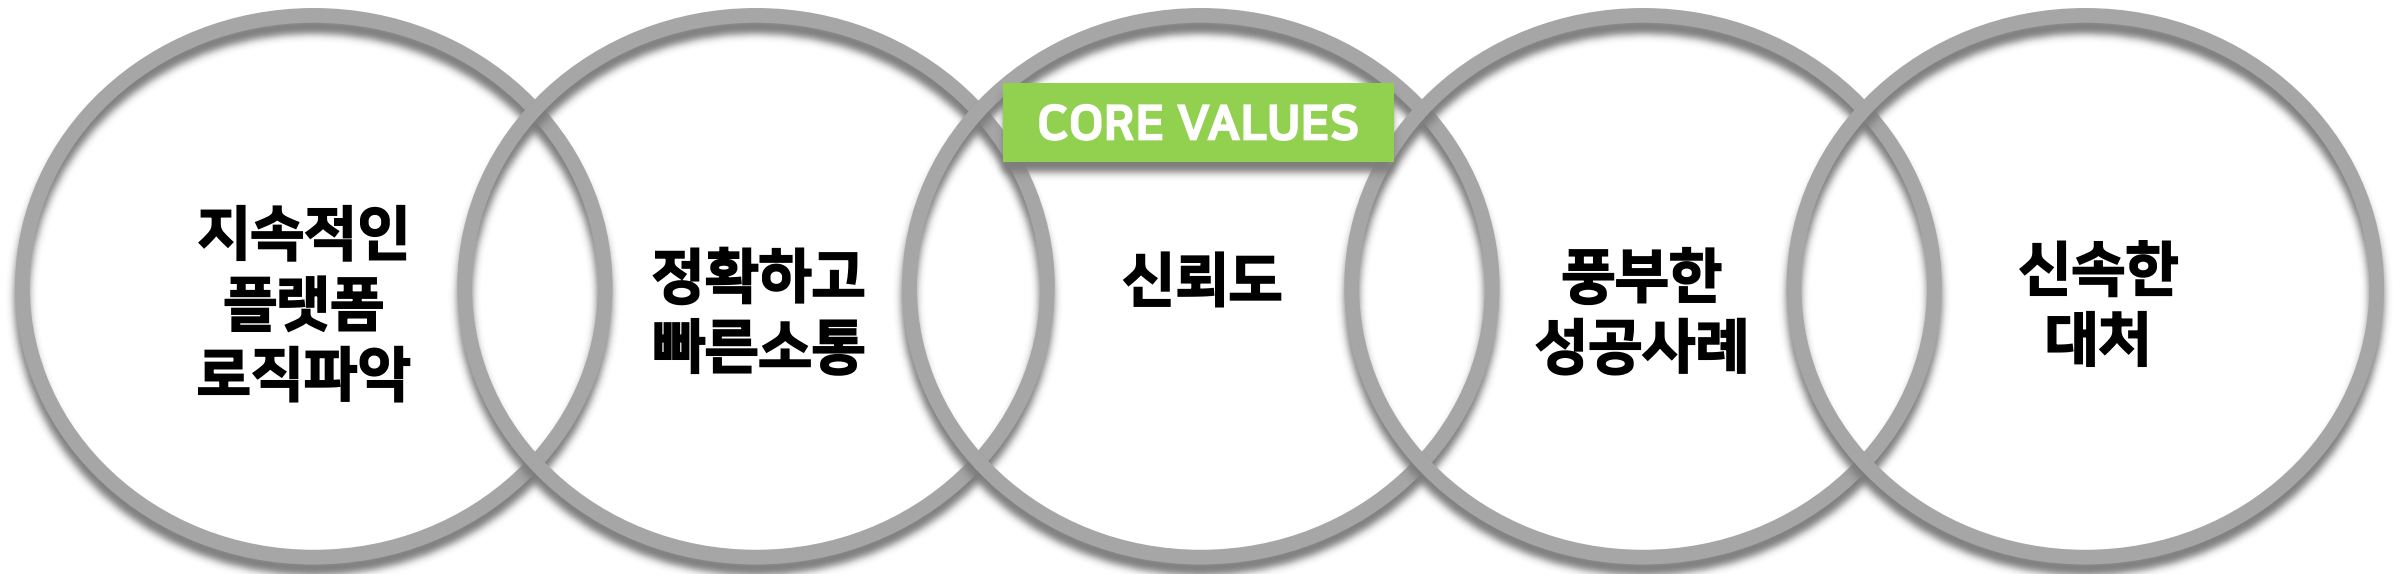 CORE VALUES
지속적인
플랫폼
로직파악
정확하고
빠른소통
신뢰도
풍부한
성공사례
신속한
대처